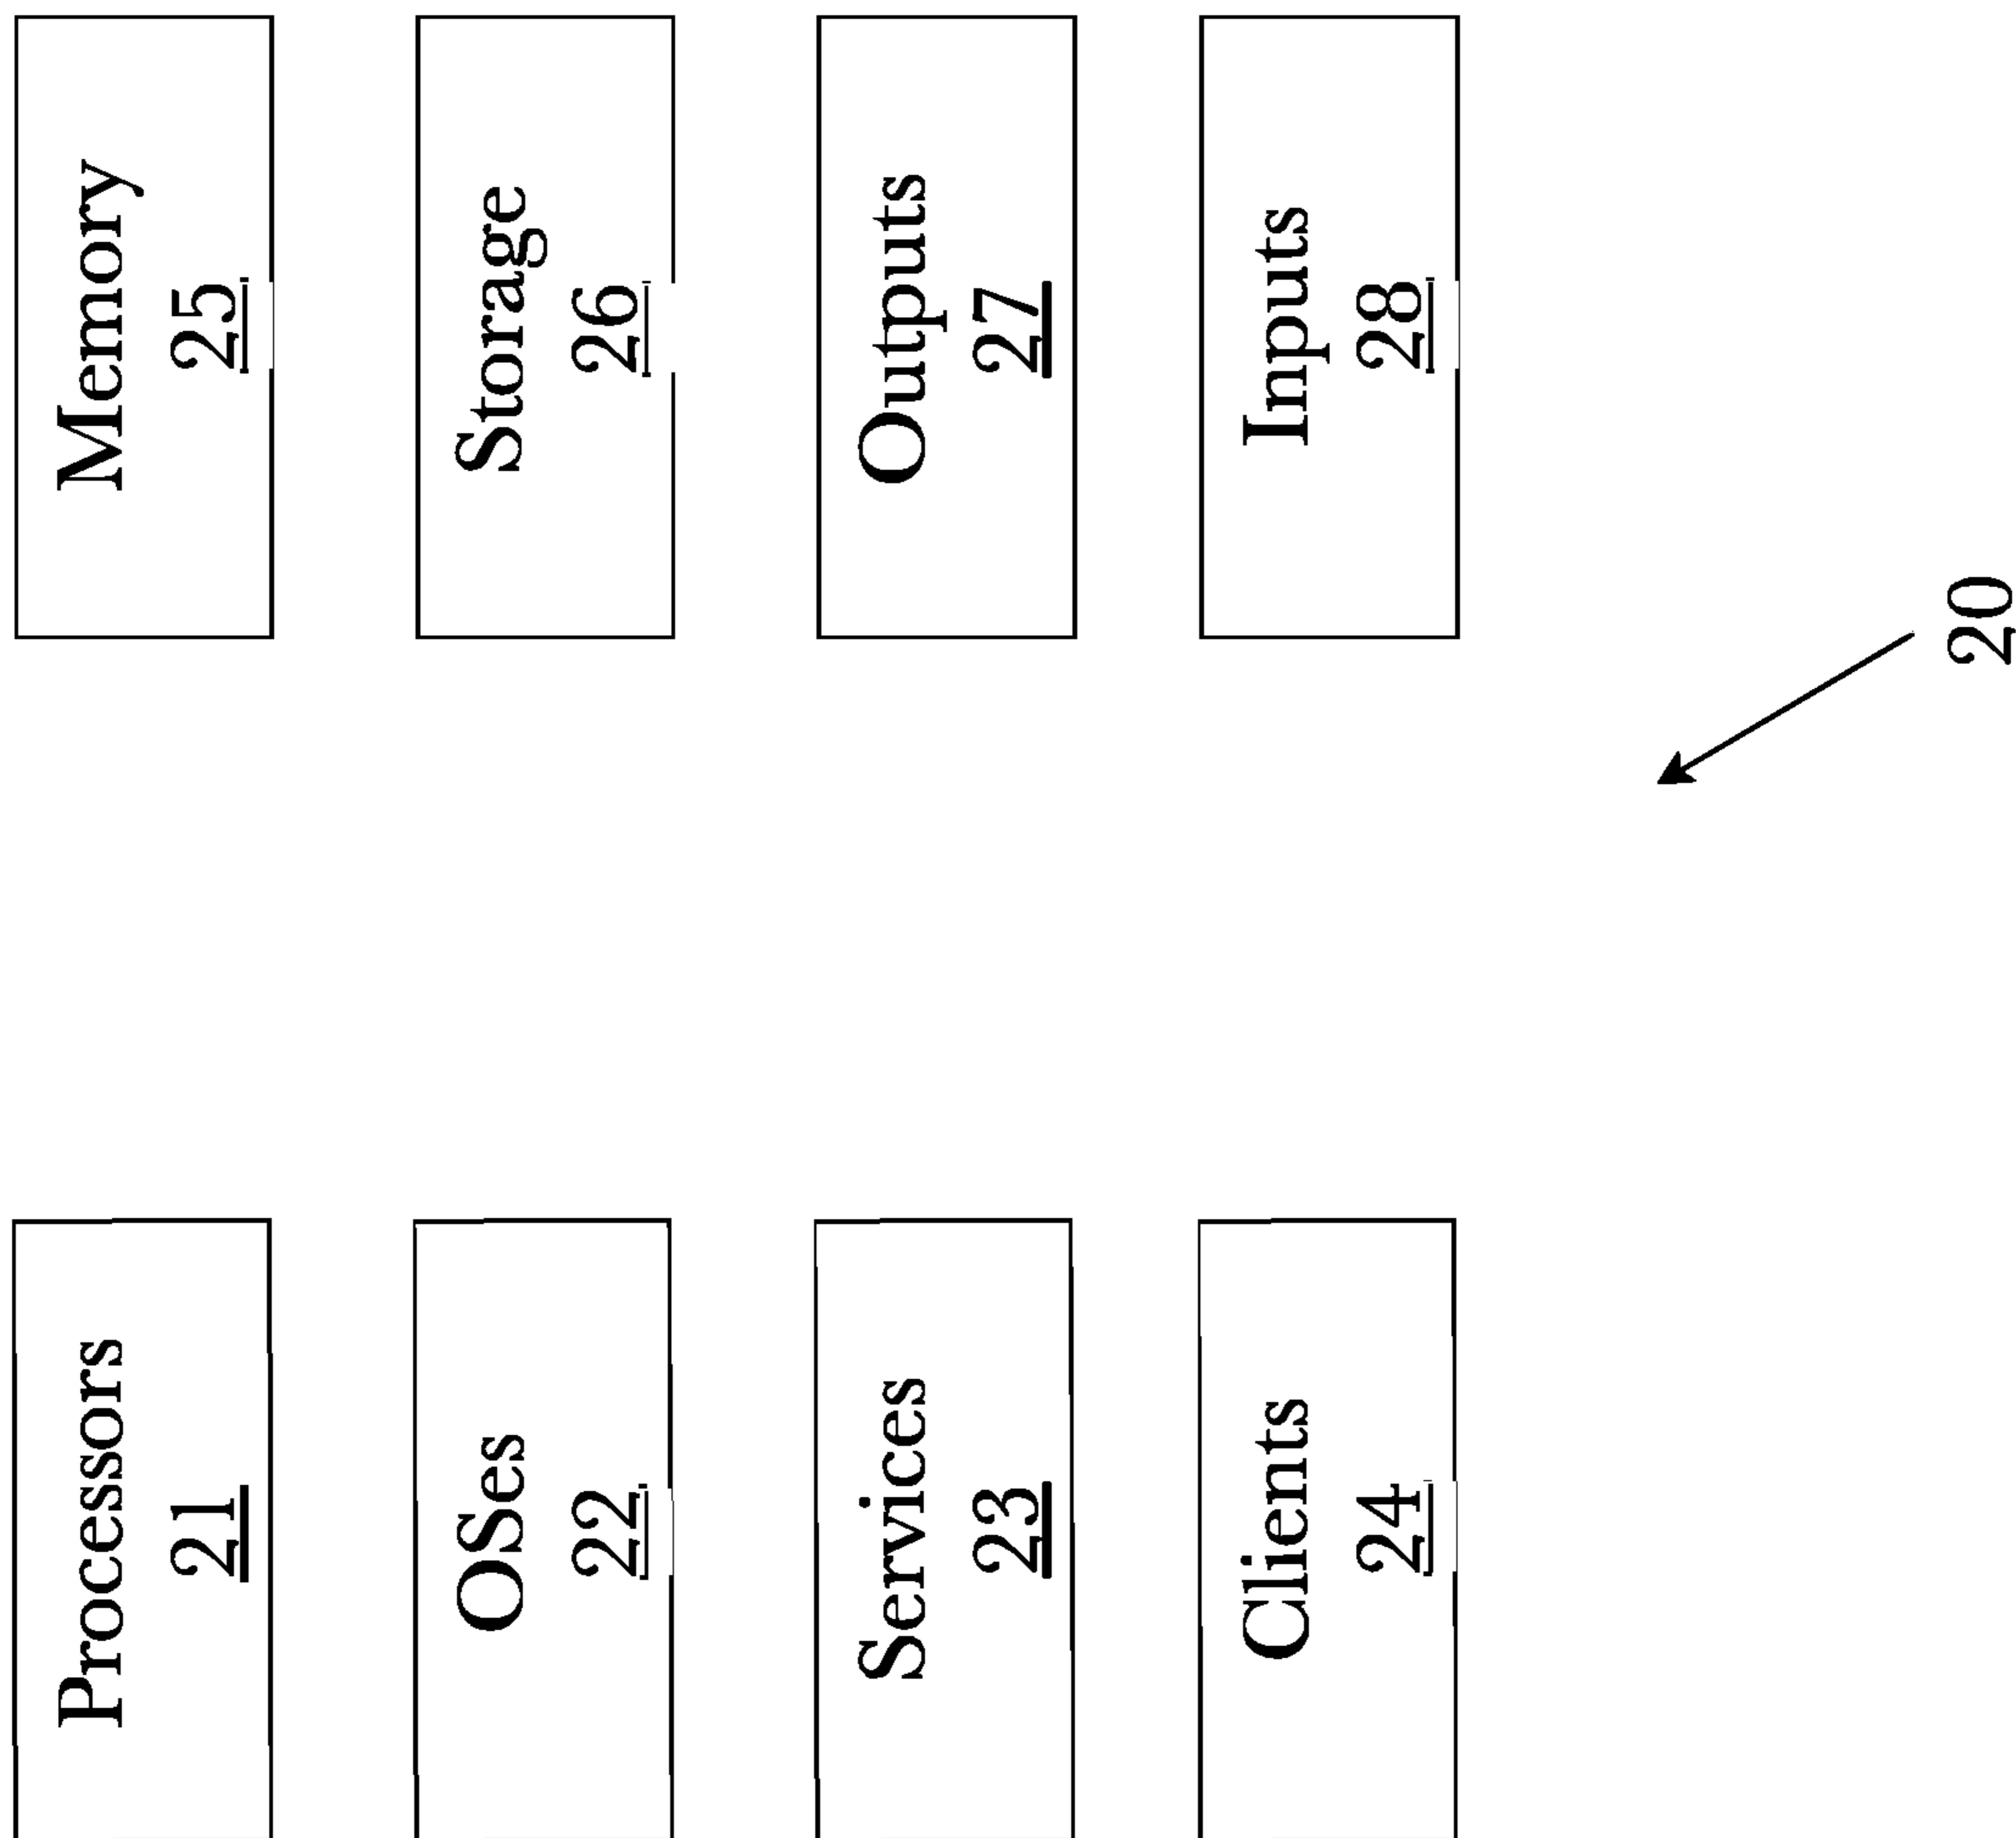 Processors
21
OSes
22
Services
23
Clients
24
Memory
25
Storage
26
Outputs
27
Inputs
28
20